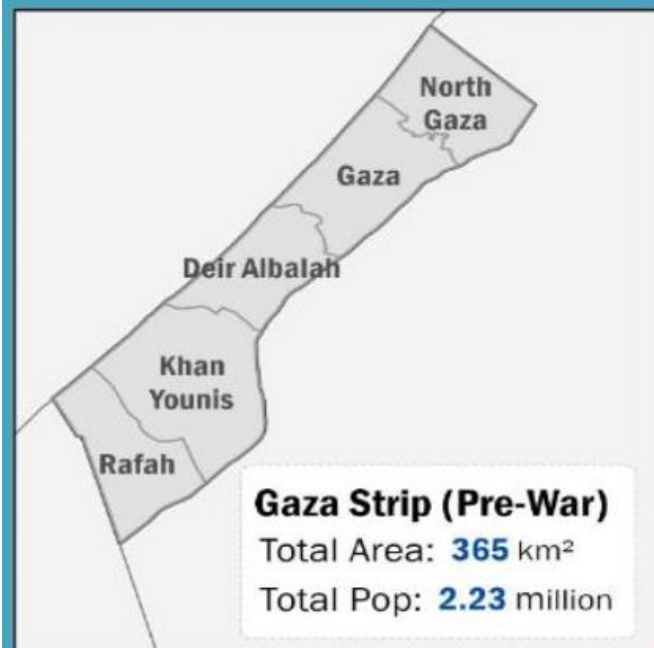 North
Gaza
Gaza
Deir Albalah
Khan
Younis
Rafah
Gaza Strip (Pre-War)
Total Area: 365 km²
Total Pop: 2.23 million